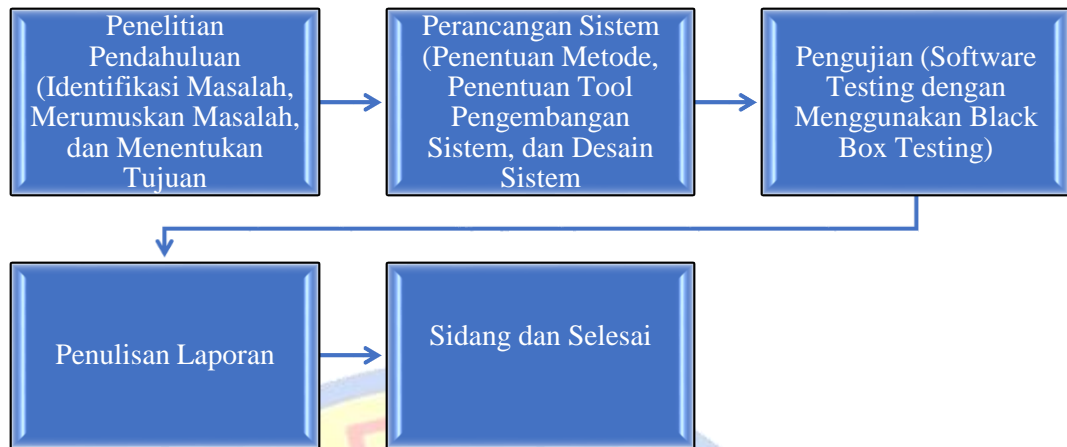 Penelitian
Pendahuluan
(Identifikasi Masalah,
Merumuskan Masalah,
dan Menentukan
Tujuan
Perancangan Sistem
(Penentuan Metode,
Penentuan Tool
Pengembangan
Sistem, dan Desain
Sistem
Pengujian (Software
Testing dengan
Menggunakan Black
Box Testing)
Penulisan Laporan
Sidang dan Selesai